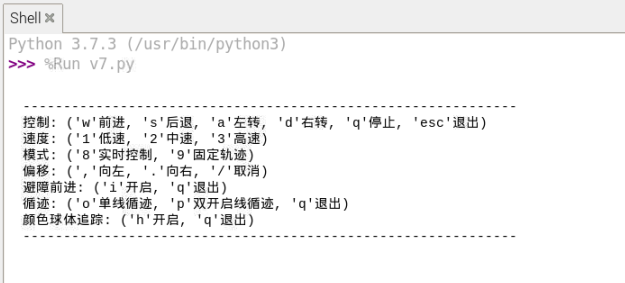 Shell ✖
Python 3.7.3 (/usr/bin/python3)
>>> %Run v7.py
-------------------------------------------------------------
控制: ('w'前进, 's'后退, 'a'左转, 'd'右转, 'q'停止, 'esc'退出)
速度: ('1'低速, '2'中速, '3'高速)
模式: ('8'实时控制, '9'固定轨迹)
偏移: (','向左, '.'向右, '/'取消)
避障前进: ('i'开启, 'q'退出)
循迹: ('o'单线循迹, 'p'双开启线循迹, 'q'退出)
颜色球体追踪: ('h'开启, 'q'退出)
-------------------------------------------------------------